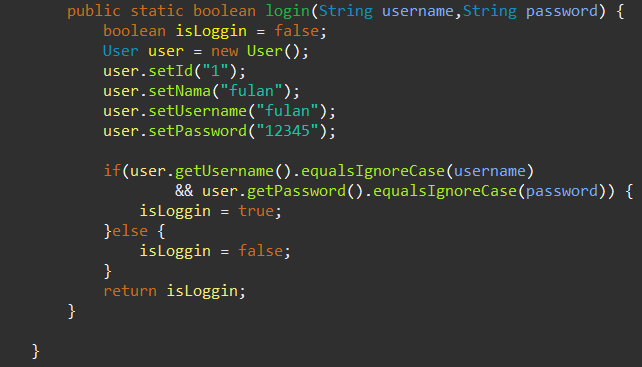 public static boolean login(String username,String password) {
boolean isLoggin = false;
User user = new User();
user.setId("1");
user.setNama("fulan");
user.setUsername("fulan");
user.setPassword("12345");
if(user.getUsername().equalsIgnoreCase(username)
&& user.getPassword().equalsIgnoreCase(password)) {
isLoggin = true;
}else {
isLoggin = false;
}
return isLoggin;
}
}